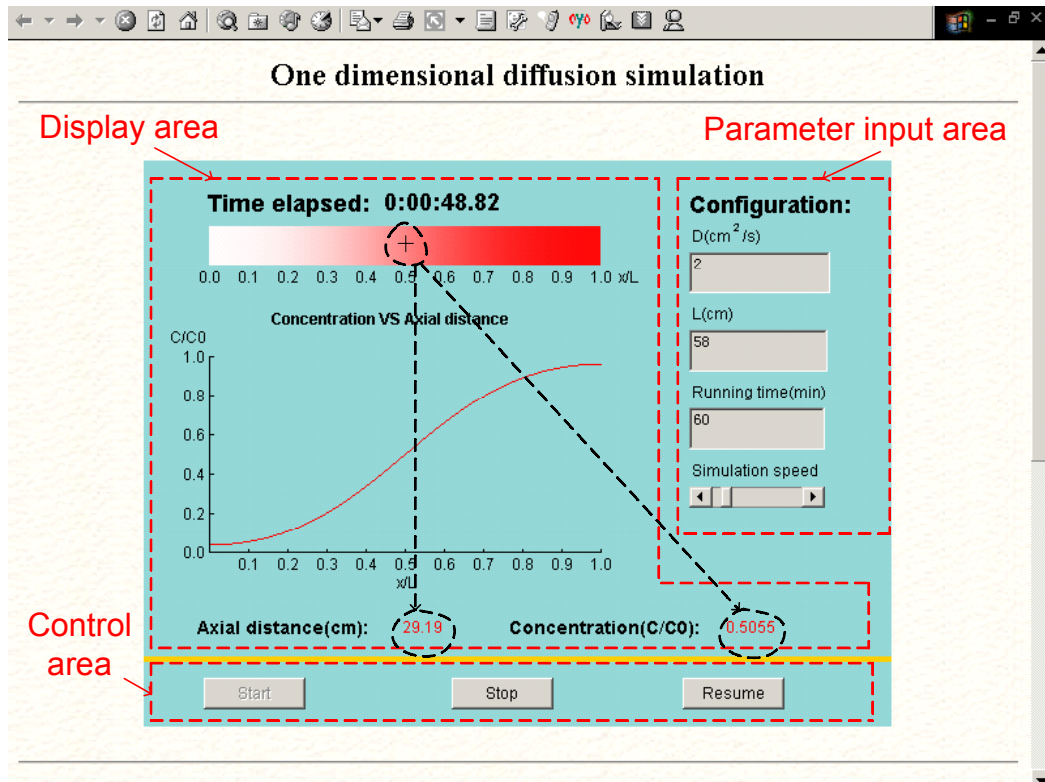 One dimensional diffusion simulation
Display area
Parameter input area
Time elapsed: 0:00:48.82
0.0 0.1 0.2 0.3 0.4 0.5 0.6 0.7 0.8 0.9 1.0 x/L
Concentration VS Axial distance
C/C0
1.0
0.8
0.6
0.4
0.2
0.0
0.1 0.2 0.3 0.4 0.5 0.6 0.7 0.8 0.9 1.0
x/L
Configuration:
D(cm²/s)
2
L(cm)
58
Running time(min)
60
Simulation speed
Axial distance(cm): 29.19 Concentration(C/C0): 0.5055
Control
area
Start Stop Resume